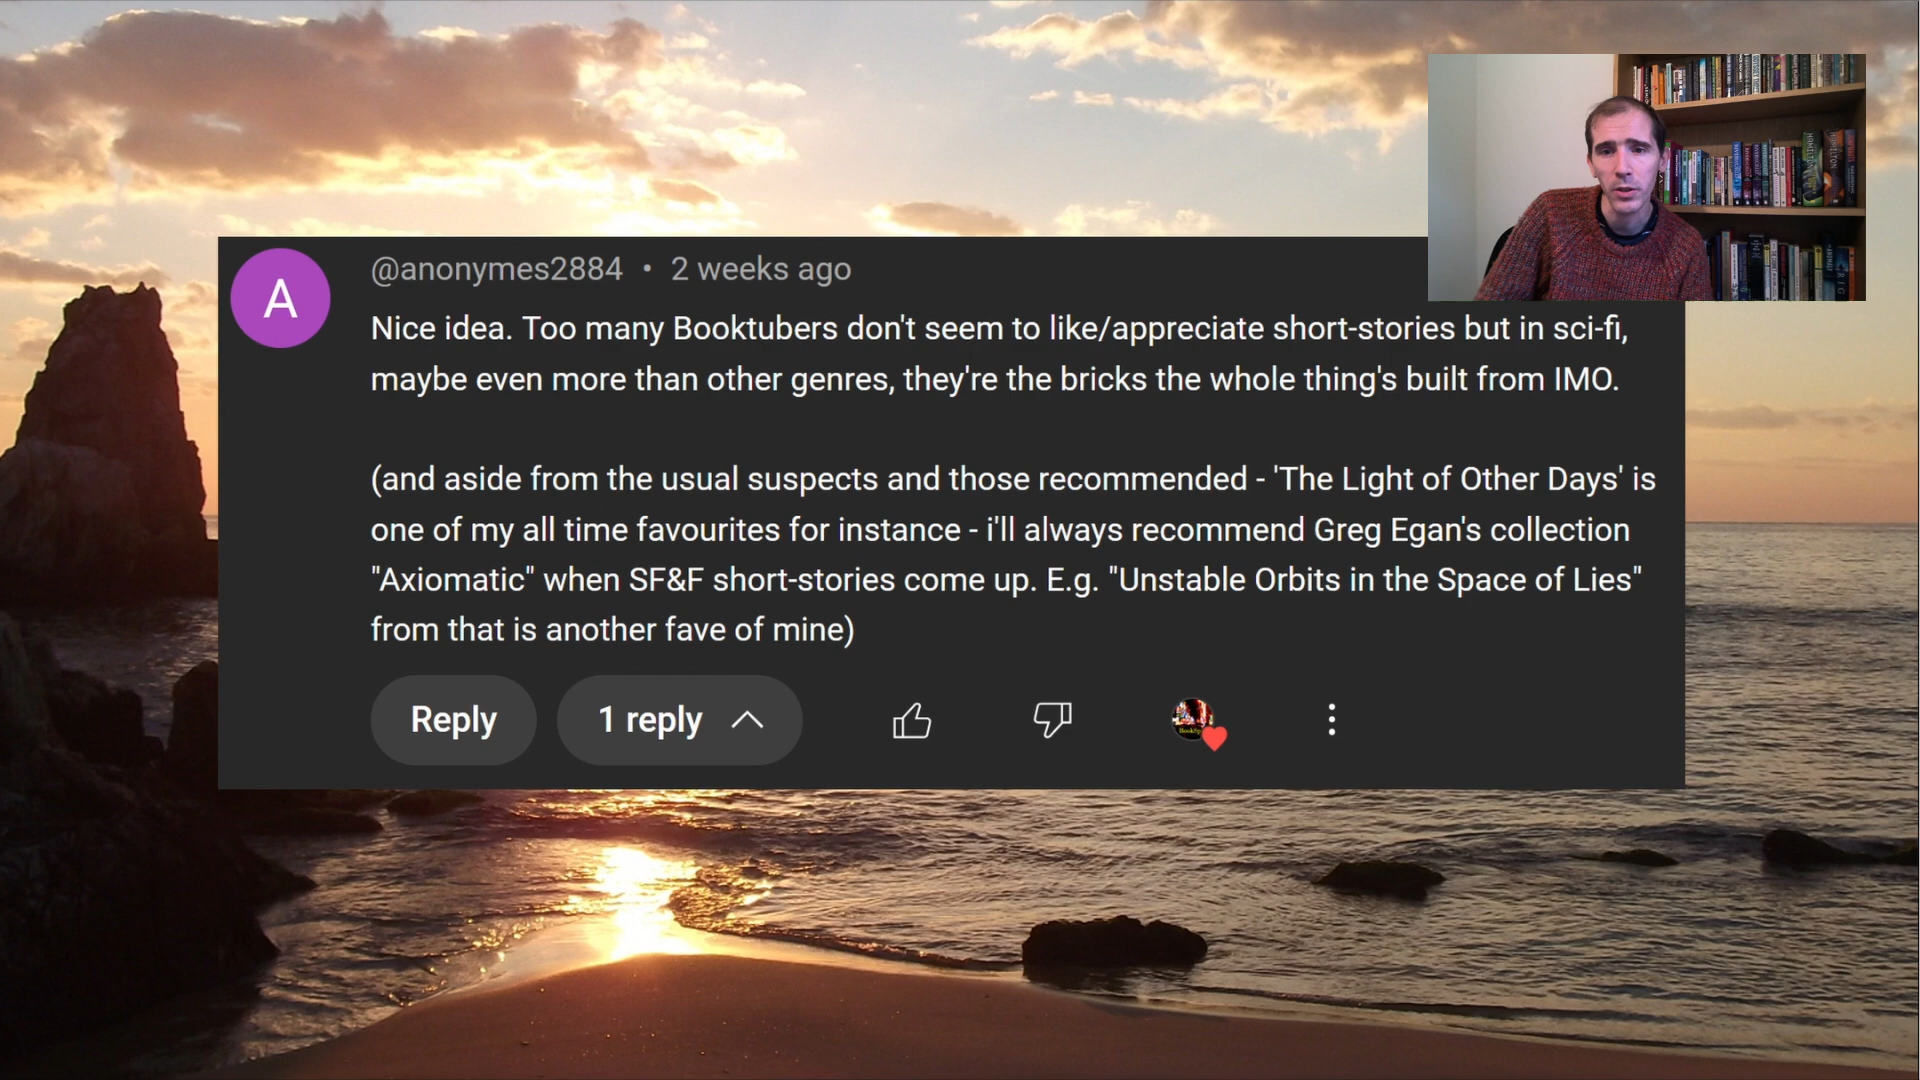 @anonymes2884 • 2 weeks ago
Nice idea. Too many Booktubers don't seem to like/appreciate short-stories but in sci-fi,
maybe even more than other genres, they're the bricks the whole thing's built from IMO.
(and aside from the usual suspects and those recommended - 'The Light of Other Days' is
one of my all time favourites for instance - i'll always recommend Greg Egan's collection
"Axiomatic" when SF&F short-stories come up. E.g. "Unstable Orbits in the Space of Lies"
from that is another fave of mine)
A
Reply
1 reply
HAMILTON
HAMILTON